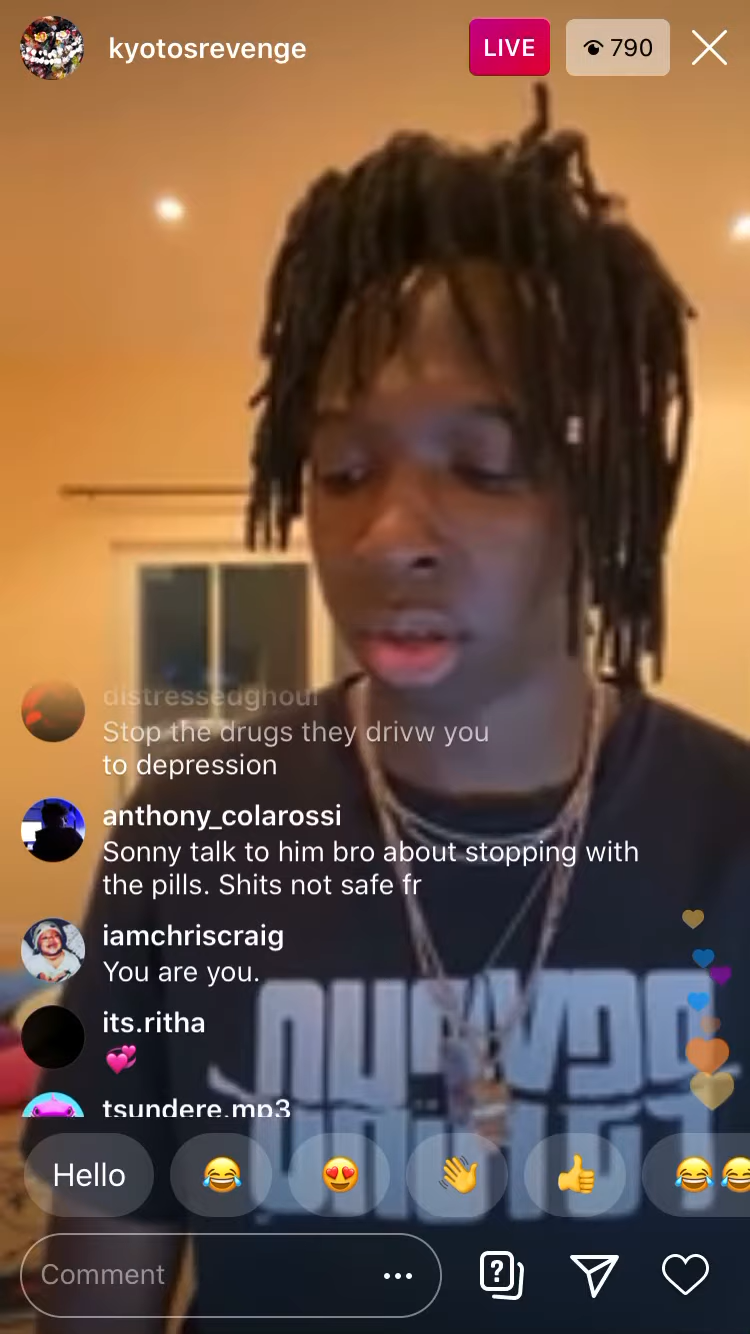 kyotosrevenge
LIVE
790
distressedghoul
Stop the drugs they drivw you
to depression
anthony_colarossi
Sonny talk to him bro about stopping with
the pills. Shits not safe fr
iamchriscraig
You are you.
its.ritha
💞
tsundere.mp3
Hello
Comment